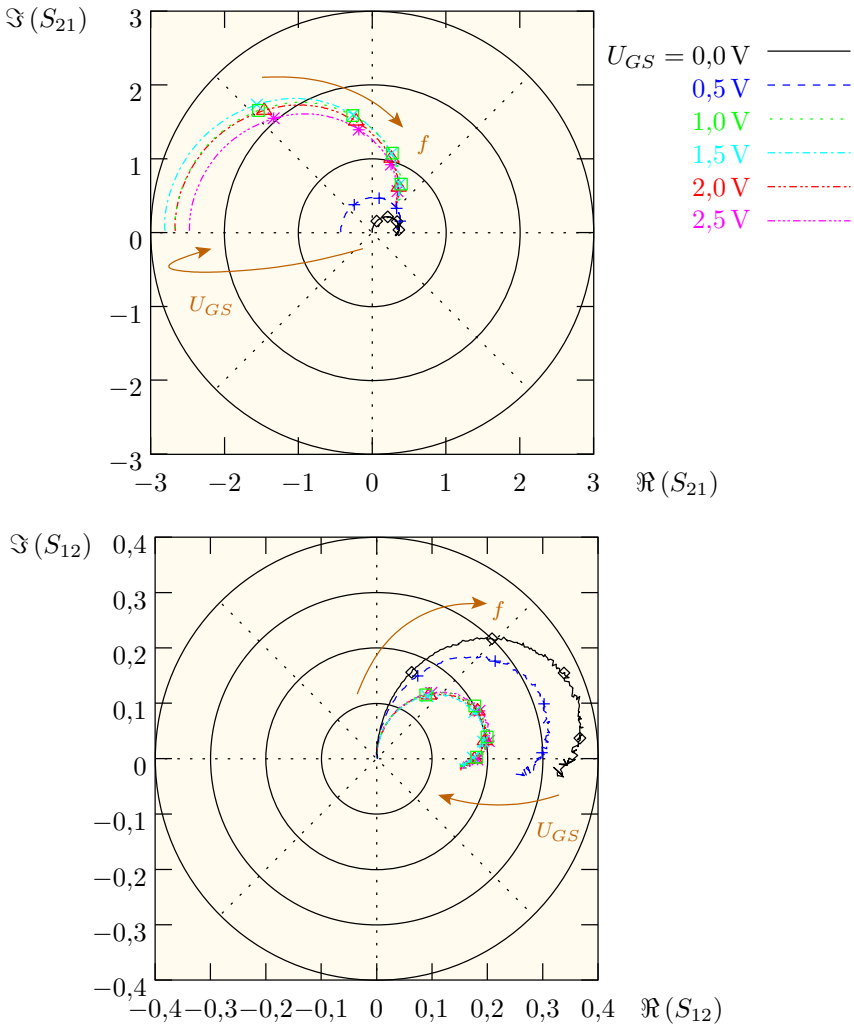 ℑ (S21)
3
2
1
0
−1
−2
−3
−3 −2 −1 0 1 2 3 ℜ (S21)
f
UGS
UGS = 0,0 V
0,5 V
1,0 V
1,5 V
2,0 V
2,5 V
ℑ (S12)
0,4
0,3
0,2
0,1
0
−0,1
−0,2
−0,3
−0,4
−0,4 −0,3 −0,2 −0,1 0 0,1 0,2 0,3 0,4 ℜ (S12)
f
UGS